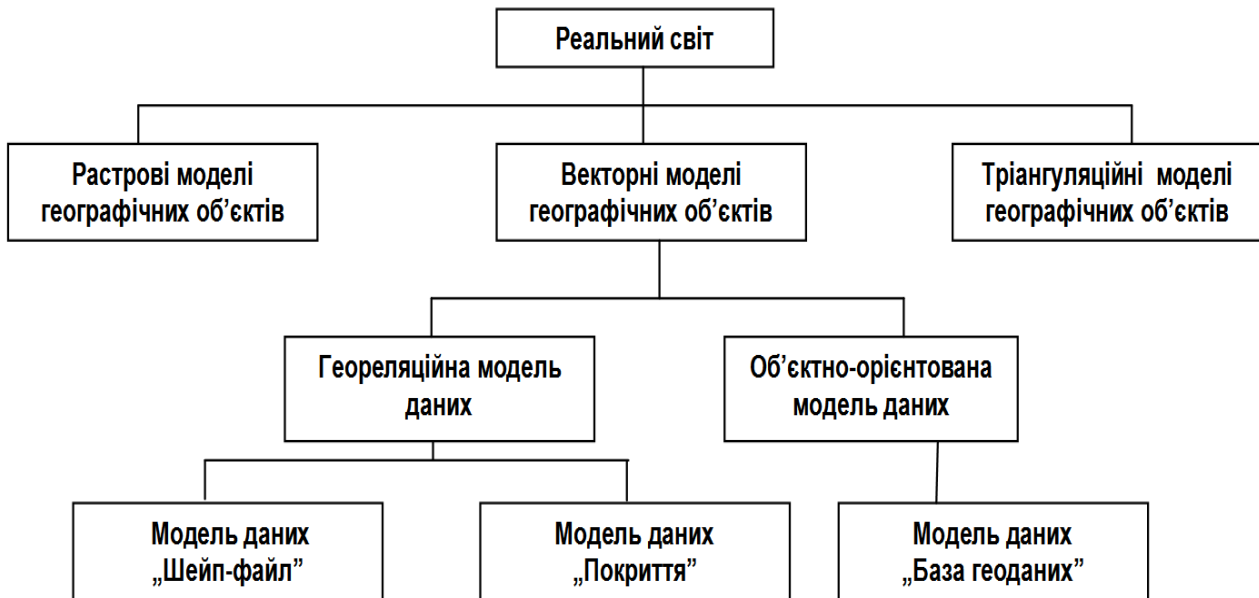 Реальний світ
Растрові моделі
географічних об’єктів
Векторні моделі
географічних об’єктів
Тріангуляційні моделі
географічних об’єктів
Геореляційна модель
даних
Об’єктно-орієнтована
модель даних
Модель даних
„Шейп-файл”
Модель даних
„Покриття”
Модель даних
„База геоданих”